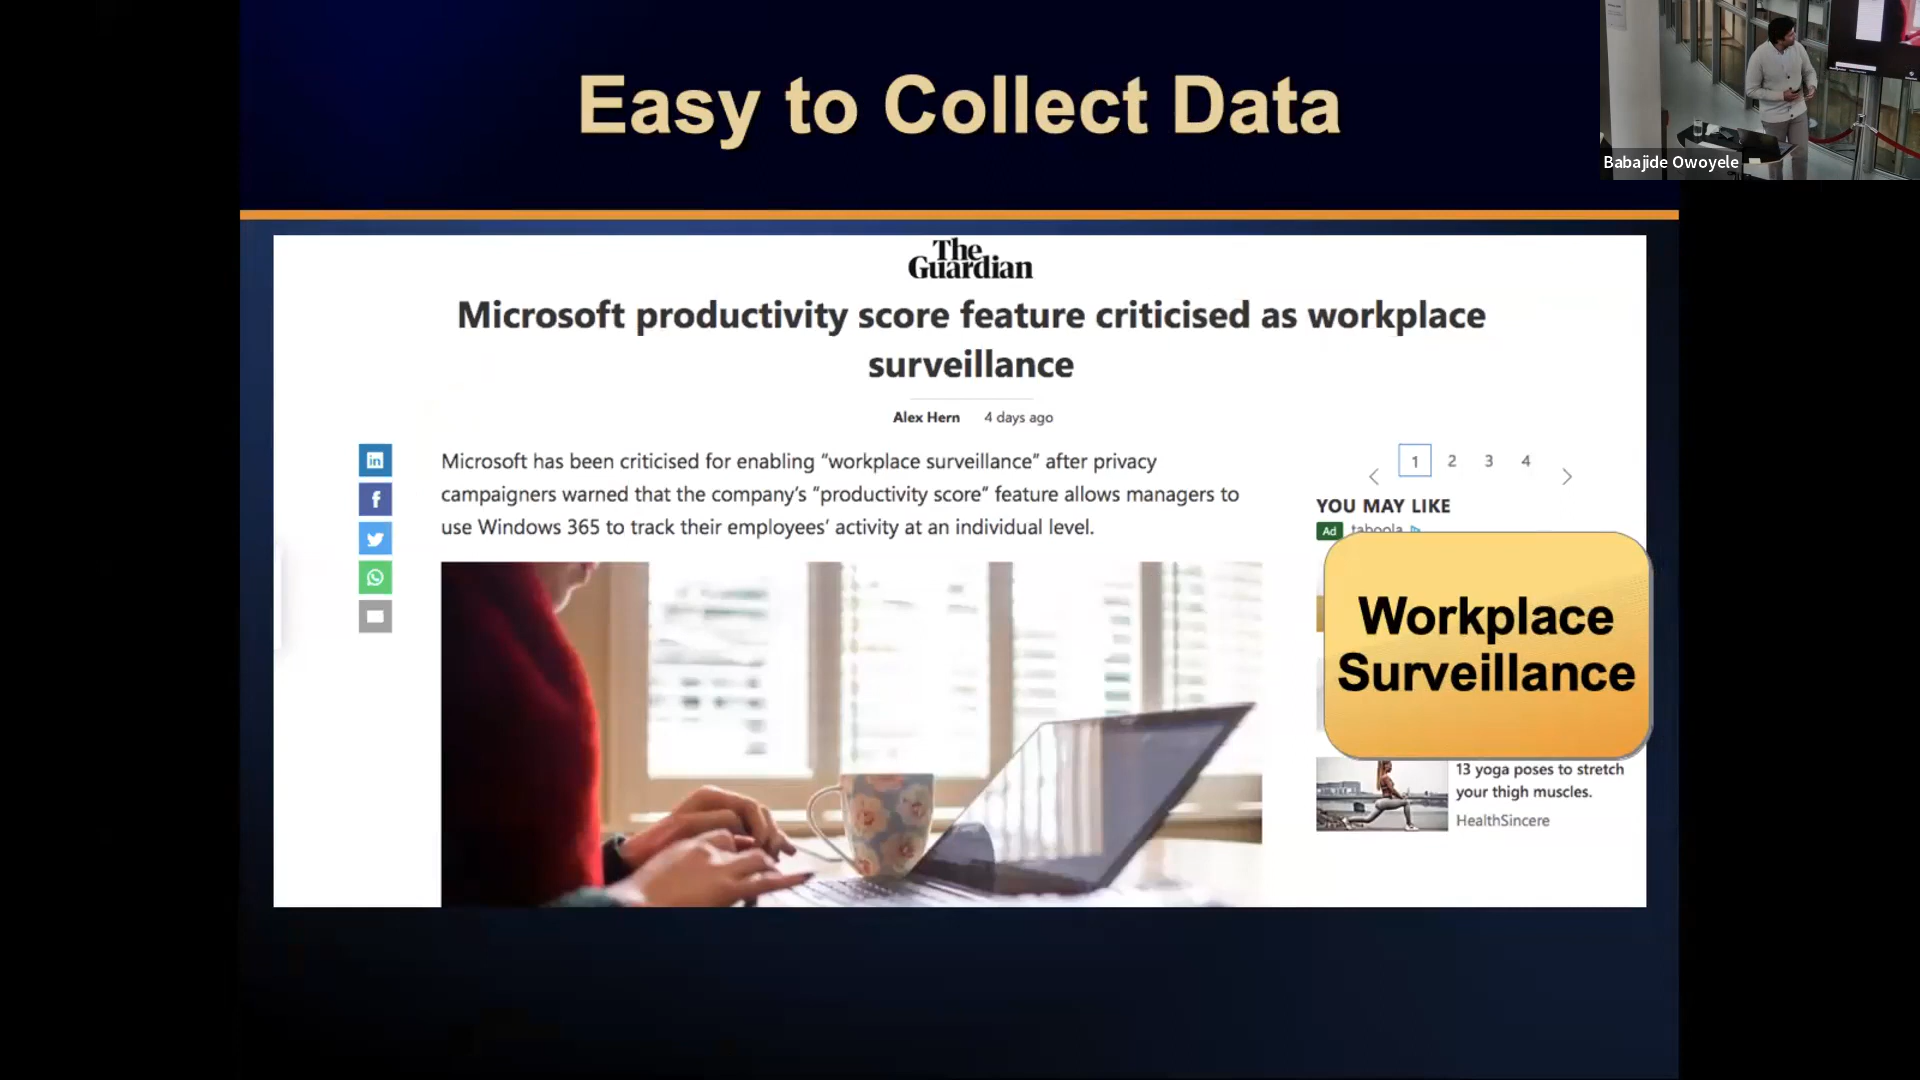 Easy to Collect Data
Babajide Owoyele
The
Guardian
Microsoft productivity score feature criticised as workplace
surveillance
Alex Hern 4 days ago
Microsoft has been criticised for enabling “workplace surveillance” after privacy
campaigners warned that the company’s “productivity score” feature allows managers to
use Windows 365 to track their employees’ activity at an individual level.
1 2 3 4
YOU MAY LIKE
Ad taboola
Workplace
Surveillance
13 yoga poses to stretch
your thigh muscles.
HealthSincere